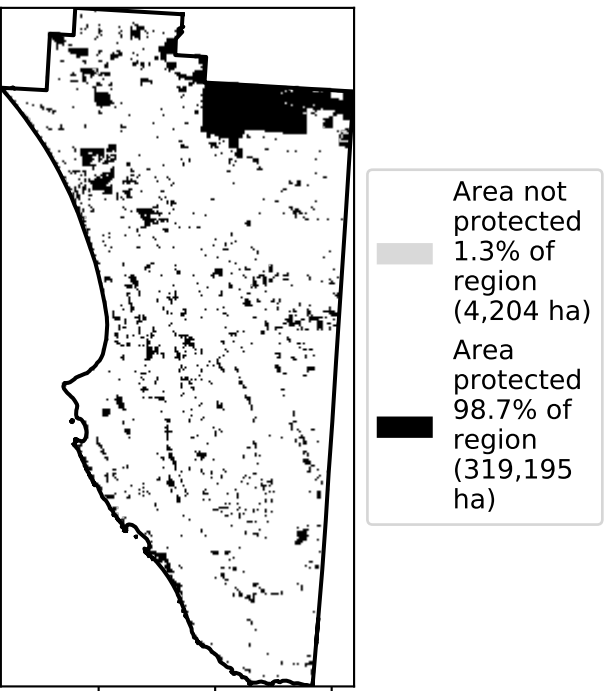 Area not
protected
1.3% of
region
(4,204 ha)
Area
protected
98.7% of
region
(319,195
ha)